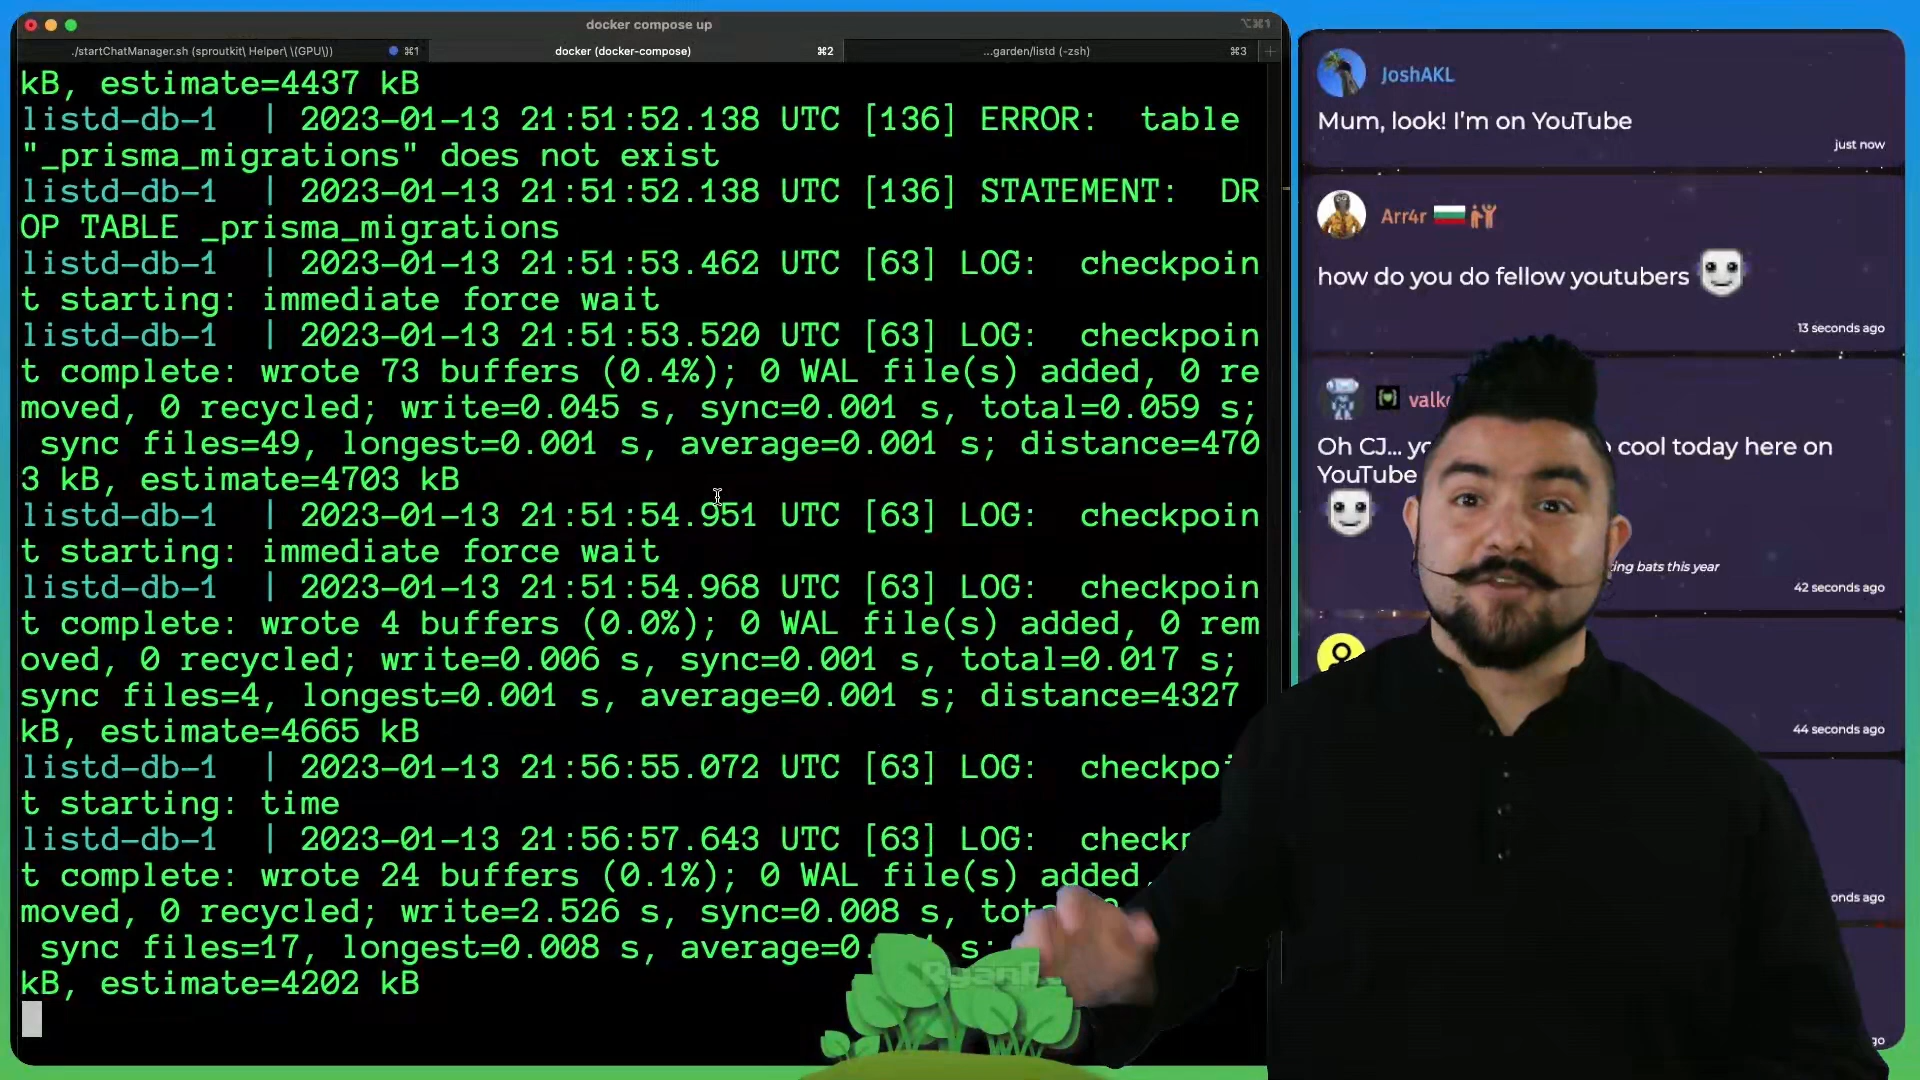 docker compose up
⌥⌘1
./startChatManager.sh (sproutkit\ Helper\ \(GPU\))
⌘1
docker (docker-compose)
⌘2
...garden/listd (-zsh)
⌘3
kB, estimate=4437 kB
listd-db-1 | 2023-01-13 21:51:52.138 UTC [136] ERROR: table
"_prisma_migrations" does not exist
listd-db-1 | 2023-01-13 21:51:52.138 UTC [136] STATEMENT: DR
OP TABLE _prisma_migrations
listd-db-1 | 2023-01-13 21:51:53.462 UTC [63] LOG: checkpoin
t starting: immediate force wait
listd-db-1 | 2023-01-13 21:51:53.520 UTC [63] LOG: checkpoin
t complete: wrote 73 buffers (0.4%); 0 WAL file(s) added, 0 re
moved, 0 recycled; write=0.045 s, sync=0.001 s, total=0.059 s;
sync files=49, longest=0.001 s, average=0.001 s; distance=470
3 kB, estimate=4703 kB
listd-db-1 | 2023-01-13 21:51:54.951 UTC [63] LOG: checkpoin
t starting: immediate force wait
listd-db-1 | 2023-01-13 21:51:54.968 UTC [63] LOG: checkpoin
t complete: wrote 4 buffers (0.0%); 0 WAL file(s) added, 0 rem
oved, 0 recycled; write=0.006 s, sync=0.001 s, total=0.017 s;
sync files=4, longest=0.001 s, average=0.001 s; distance=4327
kB, estimate=4665 kB
listd-db-1 | 2023-01-13 21:56:55.072 UTC [63] LOG: checkpoi
t starting: time
listd-db-1 | 2023-01-13 21:56:57.643 UTC [63] LOG: check
t complete: wrote 24 buffers (0.1%); 0 WAL file(s) added,
moved, 0 recycled; write=2.526 s, sync=0.008 s, tot
sync files=17, longest=0.008 s, average=0. s;
kB, estimate=4202 kB
JoshAKL
Mum, look! I'm on YouTube
just now
Arr4r
how do you do fellow youtubers
13 seconds ago
valk
Oh CJ... cool today here on
YouTube
bats this year
42 seconds ago
44 seconds ago
onds ago
go